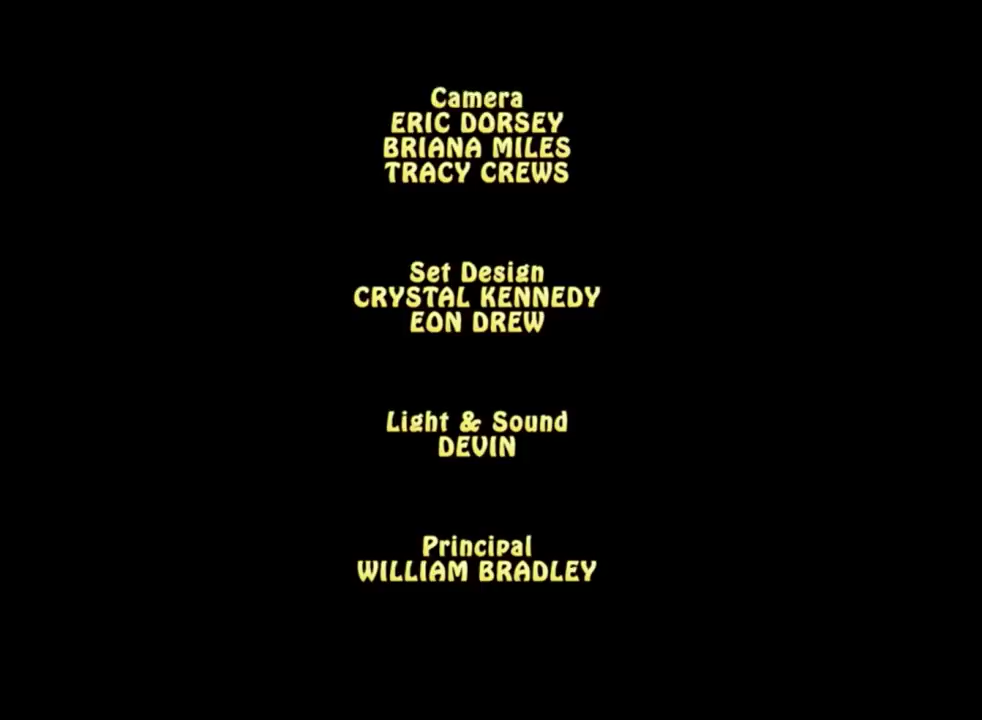 Camera
ERIC DORSEY
BRIANA MILES
TRACY CREWS
Set Design
CRYSTAL KENNEDY
EON DREW
Light & Sound
DEVIN
Principal
WILLIAM BRADLEY